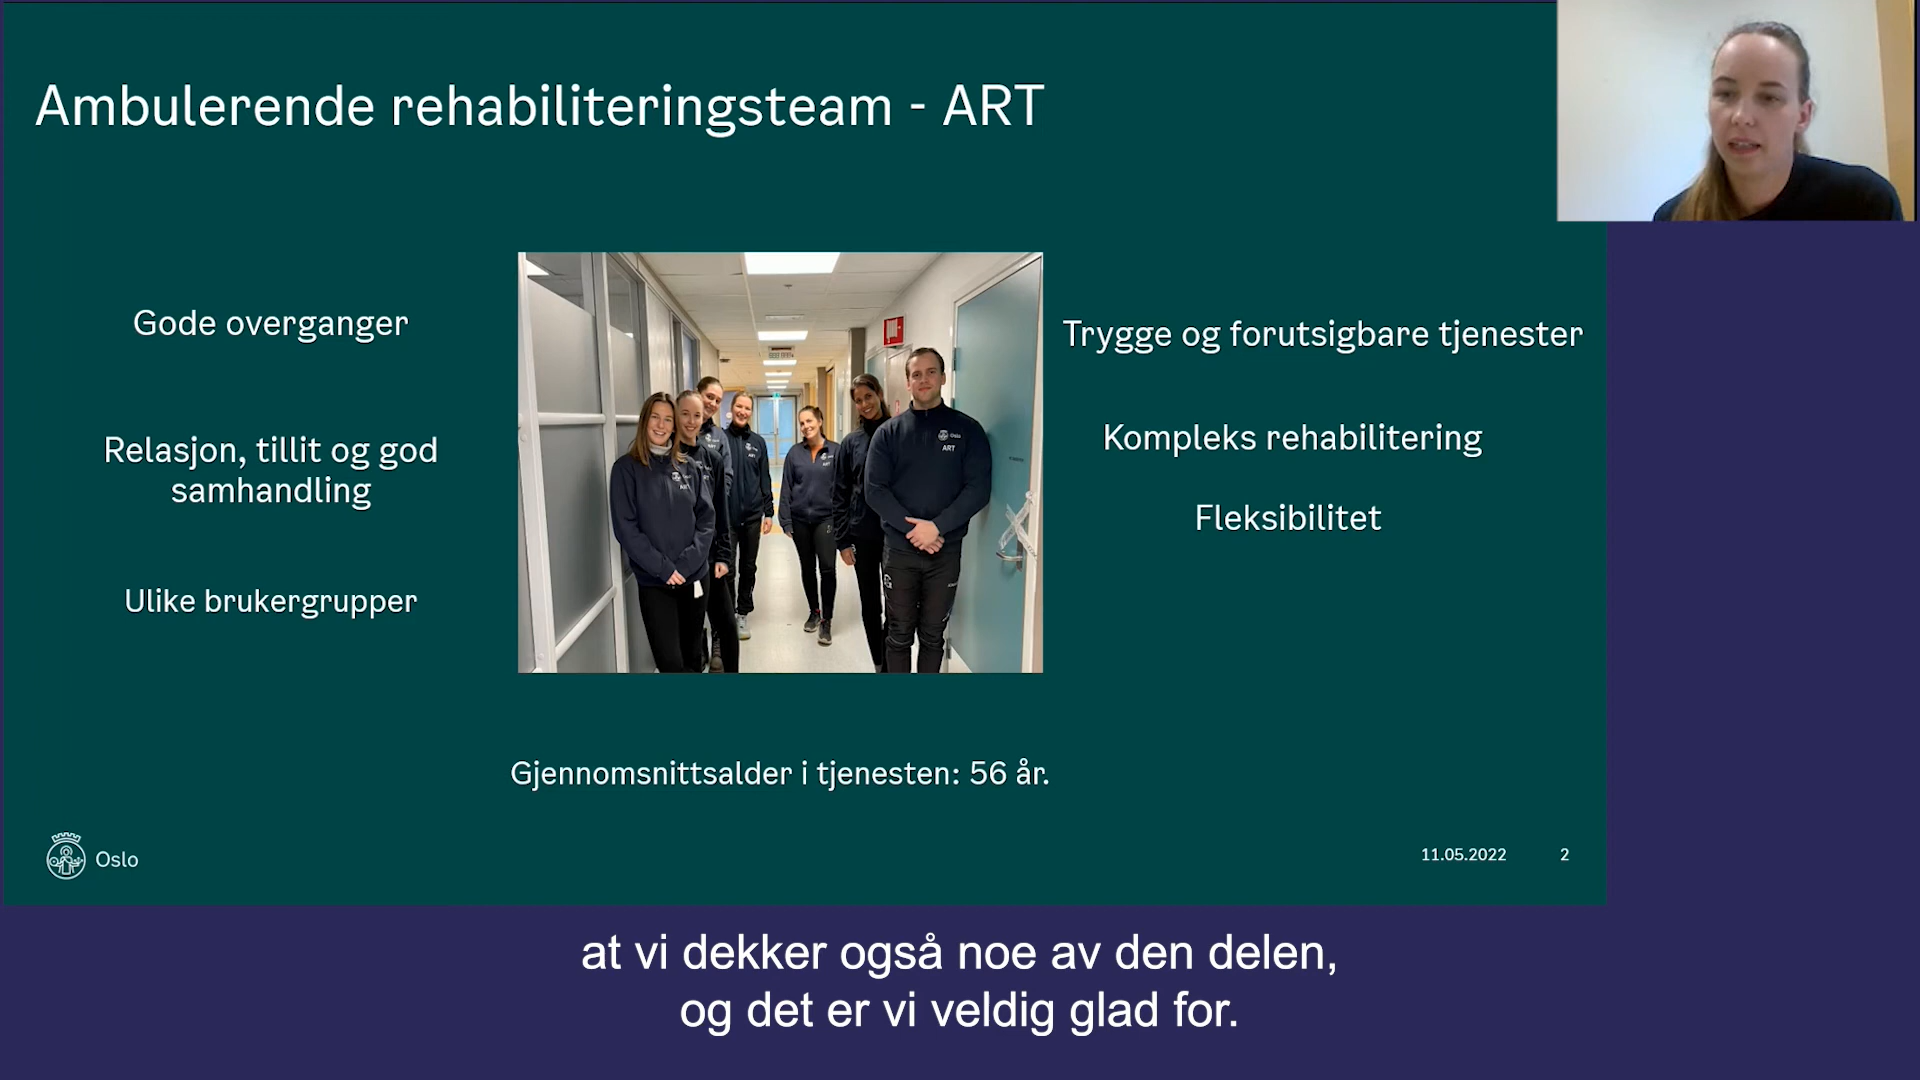 Ambulerende rehabiliteringsteam - ART
Gode overganger
Relasjon, tillit og god
samhandling
Ulike brukergrupper
Oslo
ART
Trygge og forutsigbare tjenester
Kompleks rehabilitering
Fleksibilitet
Gjennomsnittsalder i tjenesten: 56 år.
Oslo
11.05.2022
2
at vi dekker også noe av den delen,
og det er vi veldig glad for.